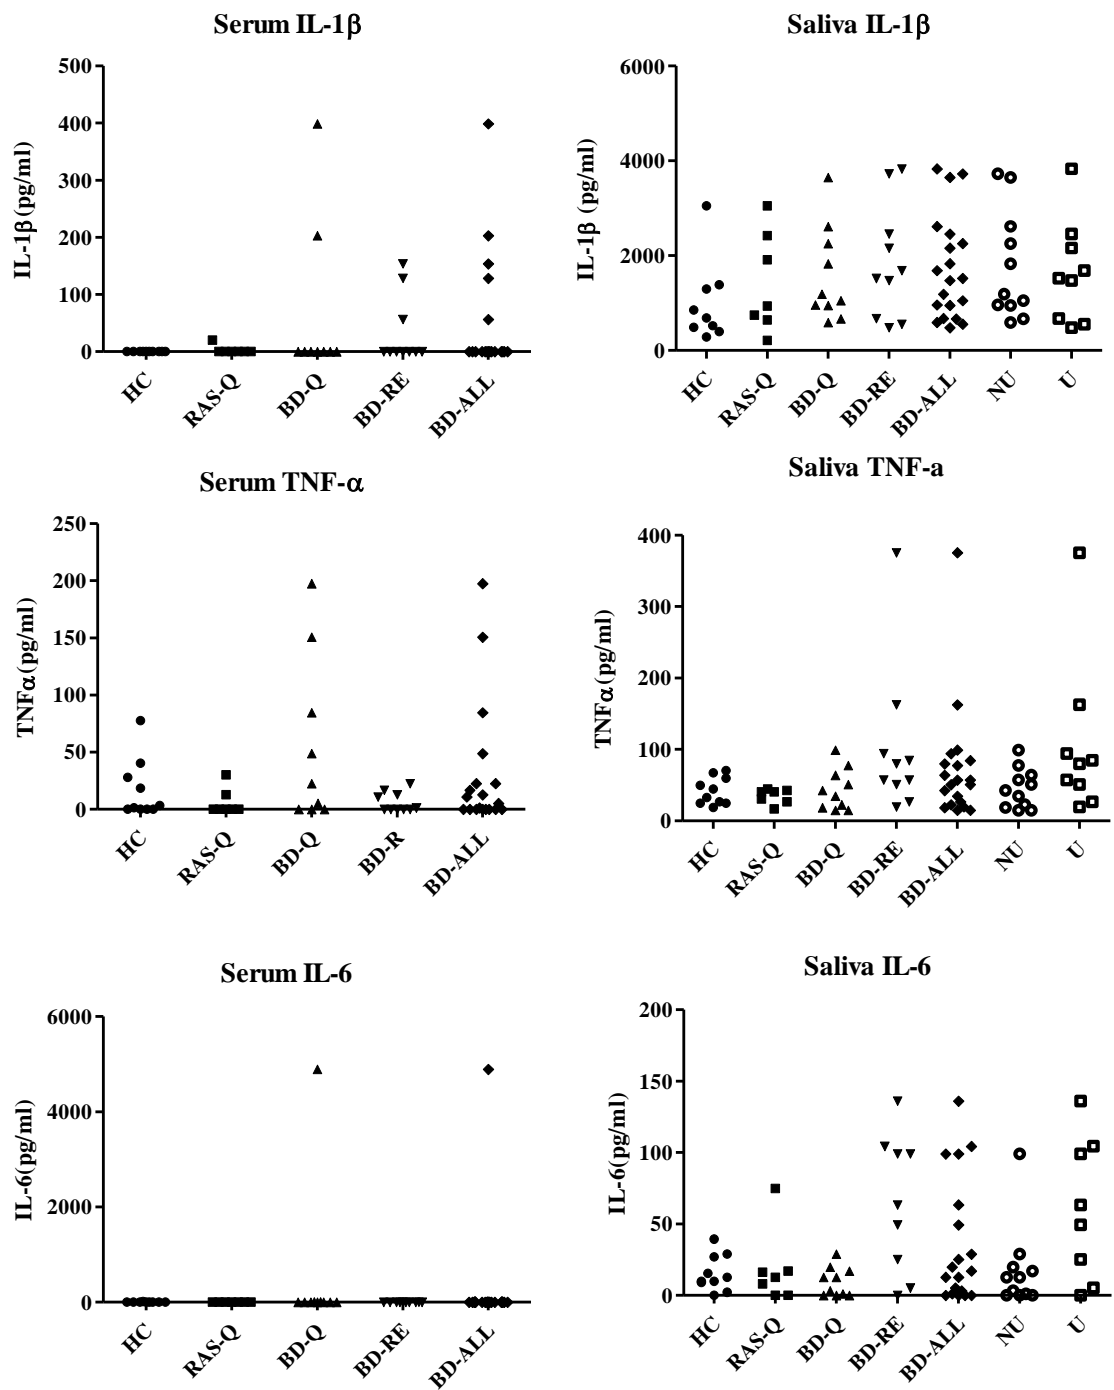 Serum IL-1β
500
400
300
200
100
0
IL-1β(pg/ml)
HC
RAS-Q
BD-Q
BD-RE
BD-ALL
Saliva IL-1β
6000
4000
2000
0
IL-1β (pg/ml)
HC
RAS-Q
BD-Q
BD-RE
BD-ALL
NU
U
Serum TNF-α
250
200
150
100
50
0
TNFα(pg/ml)
HC
RAS-Q
BD-Q
BD-R
BD-ALL
Saliva TNF-a
400
300
200
100
0
TNFα(pg/ml)
HC
RAS-Q
BD-Q
BD-RE
BD-ALL
NU
U
Serum IL-6
6000
4000
2000
0
IL-6(pg/ml)
HC
RAS-Q
BD-Q
BD-RE
BD-ALL
Saliva IL-6
200
150
100
50
0
IL-6(pg/ml)
HC
RAS-Q
BD-Q
BD-RE
BD-ALL
NU
U